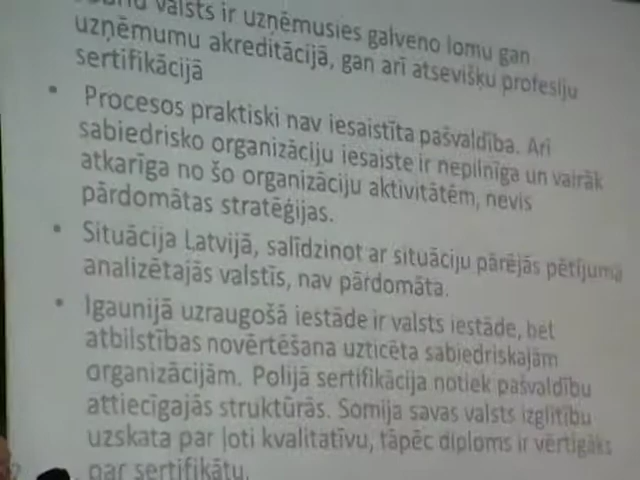 valsts ir uzņēmusies galveno lomu gan
uzņēmumu akreditācijā, gan arī atsevišķu profesiju
sertifikācijā
• Procesos praktiski nav iesaistīta pašvaldība. Arī
sabiedrisko organizāciju iesaiste ir nepilnīga un vairāk
atkarīga no šo organizāciju aktivitātēm, nevis
pārdomātas stratēģijas.
• Situācija Latvijā, salīdzinot ar situāciju pārējās pētījuma
analizētajās valstīs, nav pārdomāta.
• Igaunijā uzraugošā iestāde ir valsts iestāde, bet
atbilstības novērtēšana uzticēta sabiedriskajām
organizācijām. Polijā sertifikācija notiek pašvaldību
attiecīgajās struktūrās. Somija savas valsts izglītību
uzskata par ļoti kvalitatīvu, tāpēc diploms ir vērtīgāks
par sertifikātu.